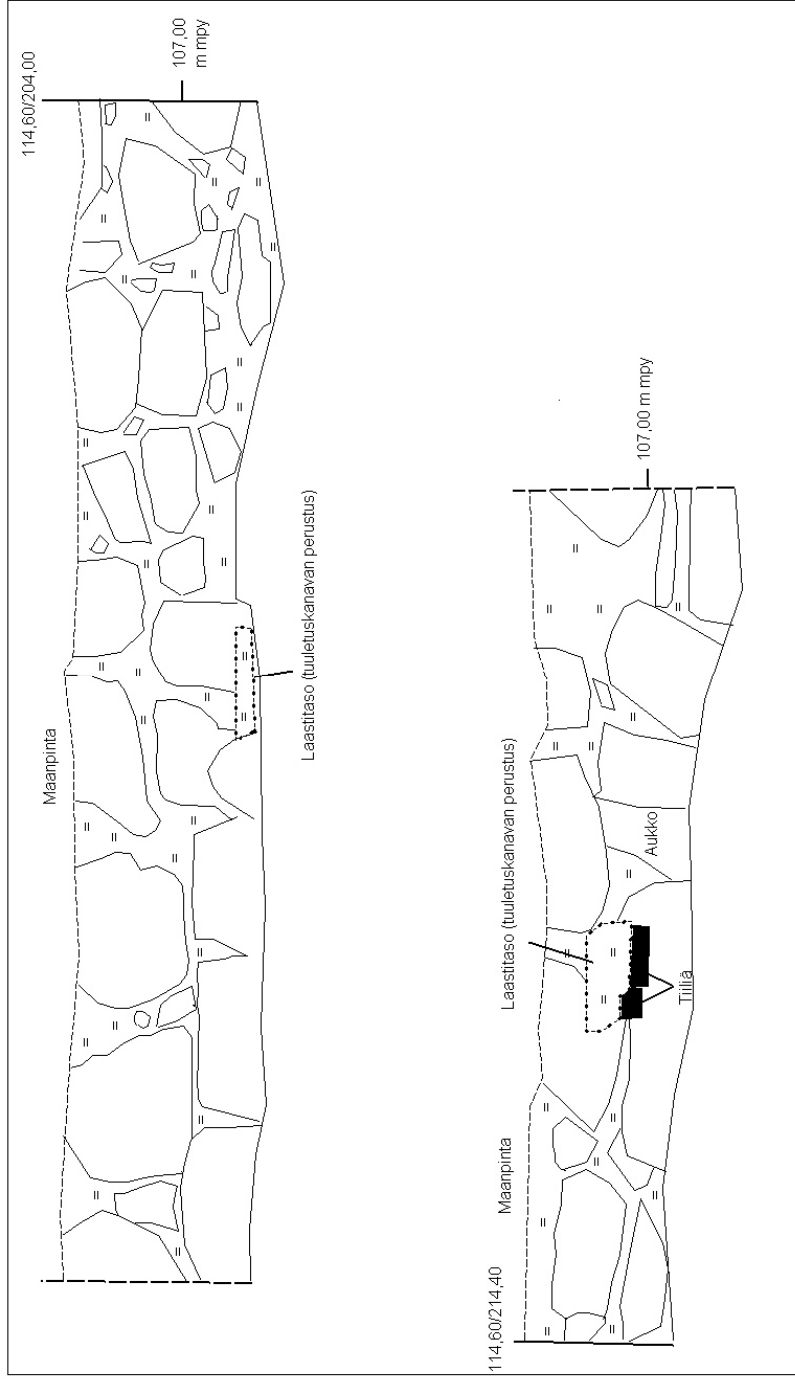 114,60/204,00
107,00
m mpy
Maanpinta
Laastitaso (tuuletuskanavan perustus)
107,00 m mpy
Laastitaso (tuuletuskanavan perustus)
Aukko
Tiiliä
Maanpinta
114,60/214,40